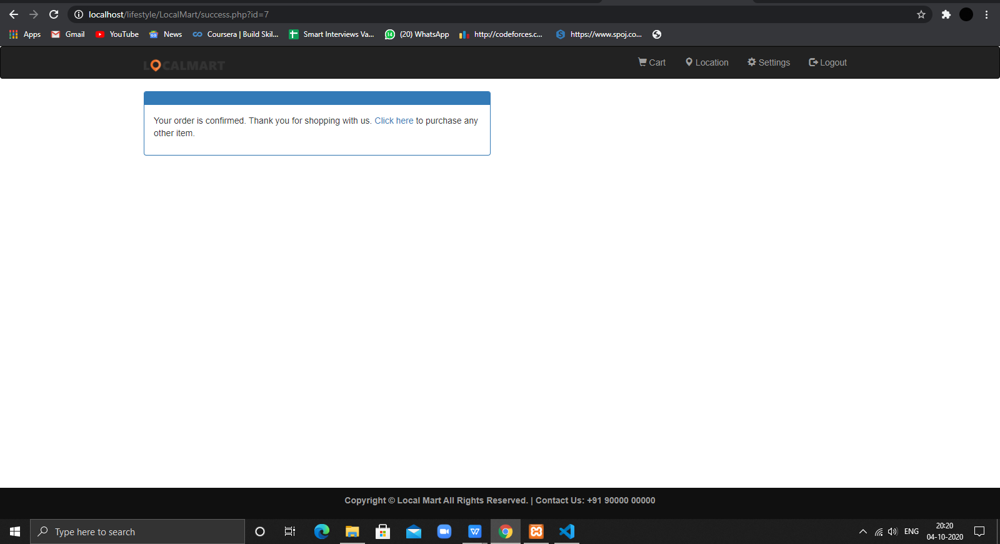 localhost/lifestyle/LocalMart/success.php?id=7
Apps Gmail YouTube News Coursera | Build Skil... Smart Interviews Va... 14 (20) WhatsApp http://codeforces.c... S https://www.spoj.co...
LOCALMART Cart Location Settings Logout
Your order is confirmed. Thank you for shopping with us. Click here to purchase any
other item.
Copyright © Local Mart All Rights Reserved. | Contact Us: +91 90000 00000
Type here to search W ENG 20:20
04-10-2020